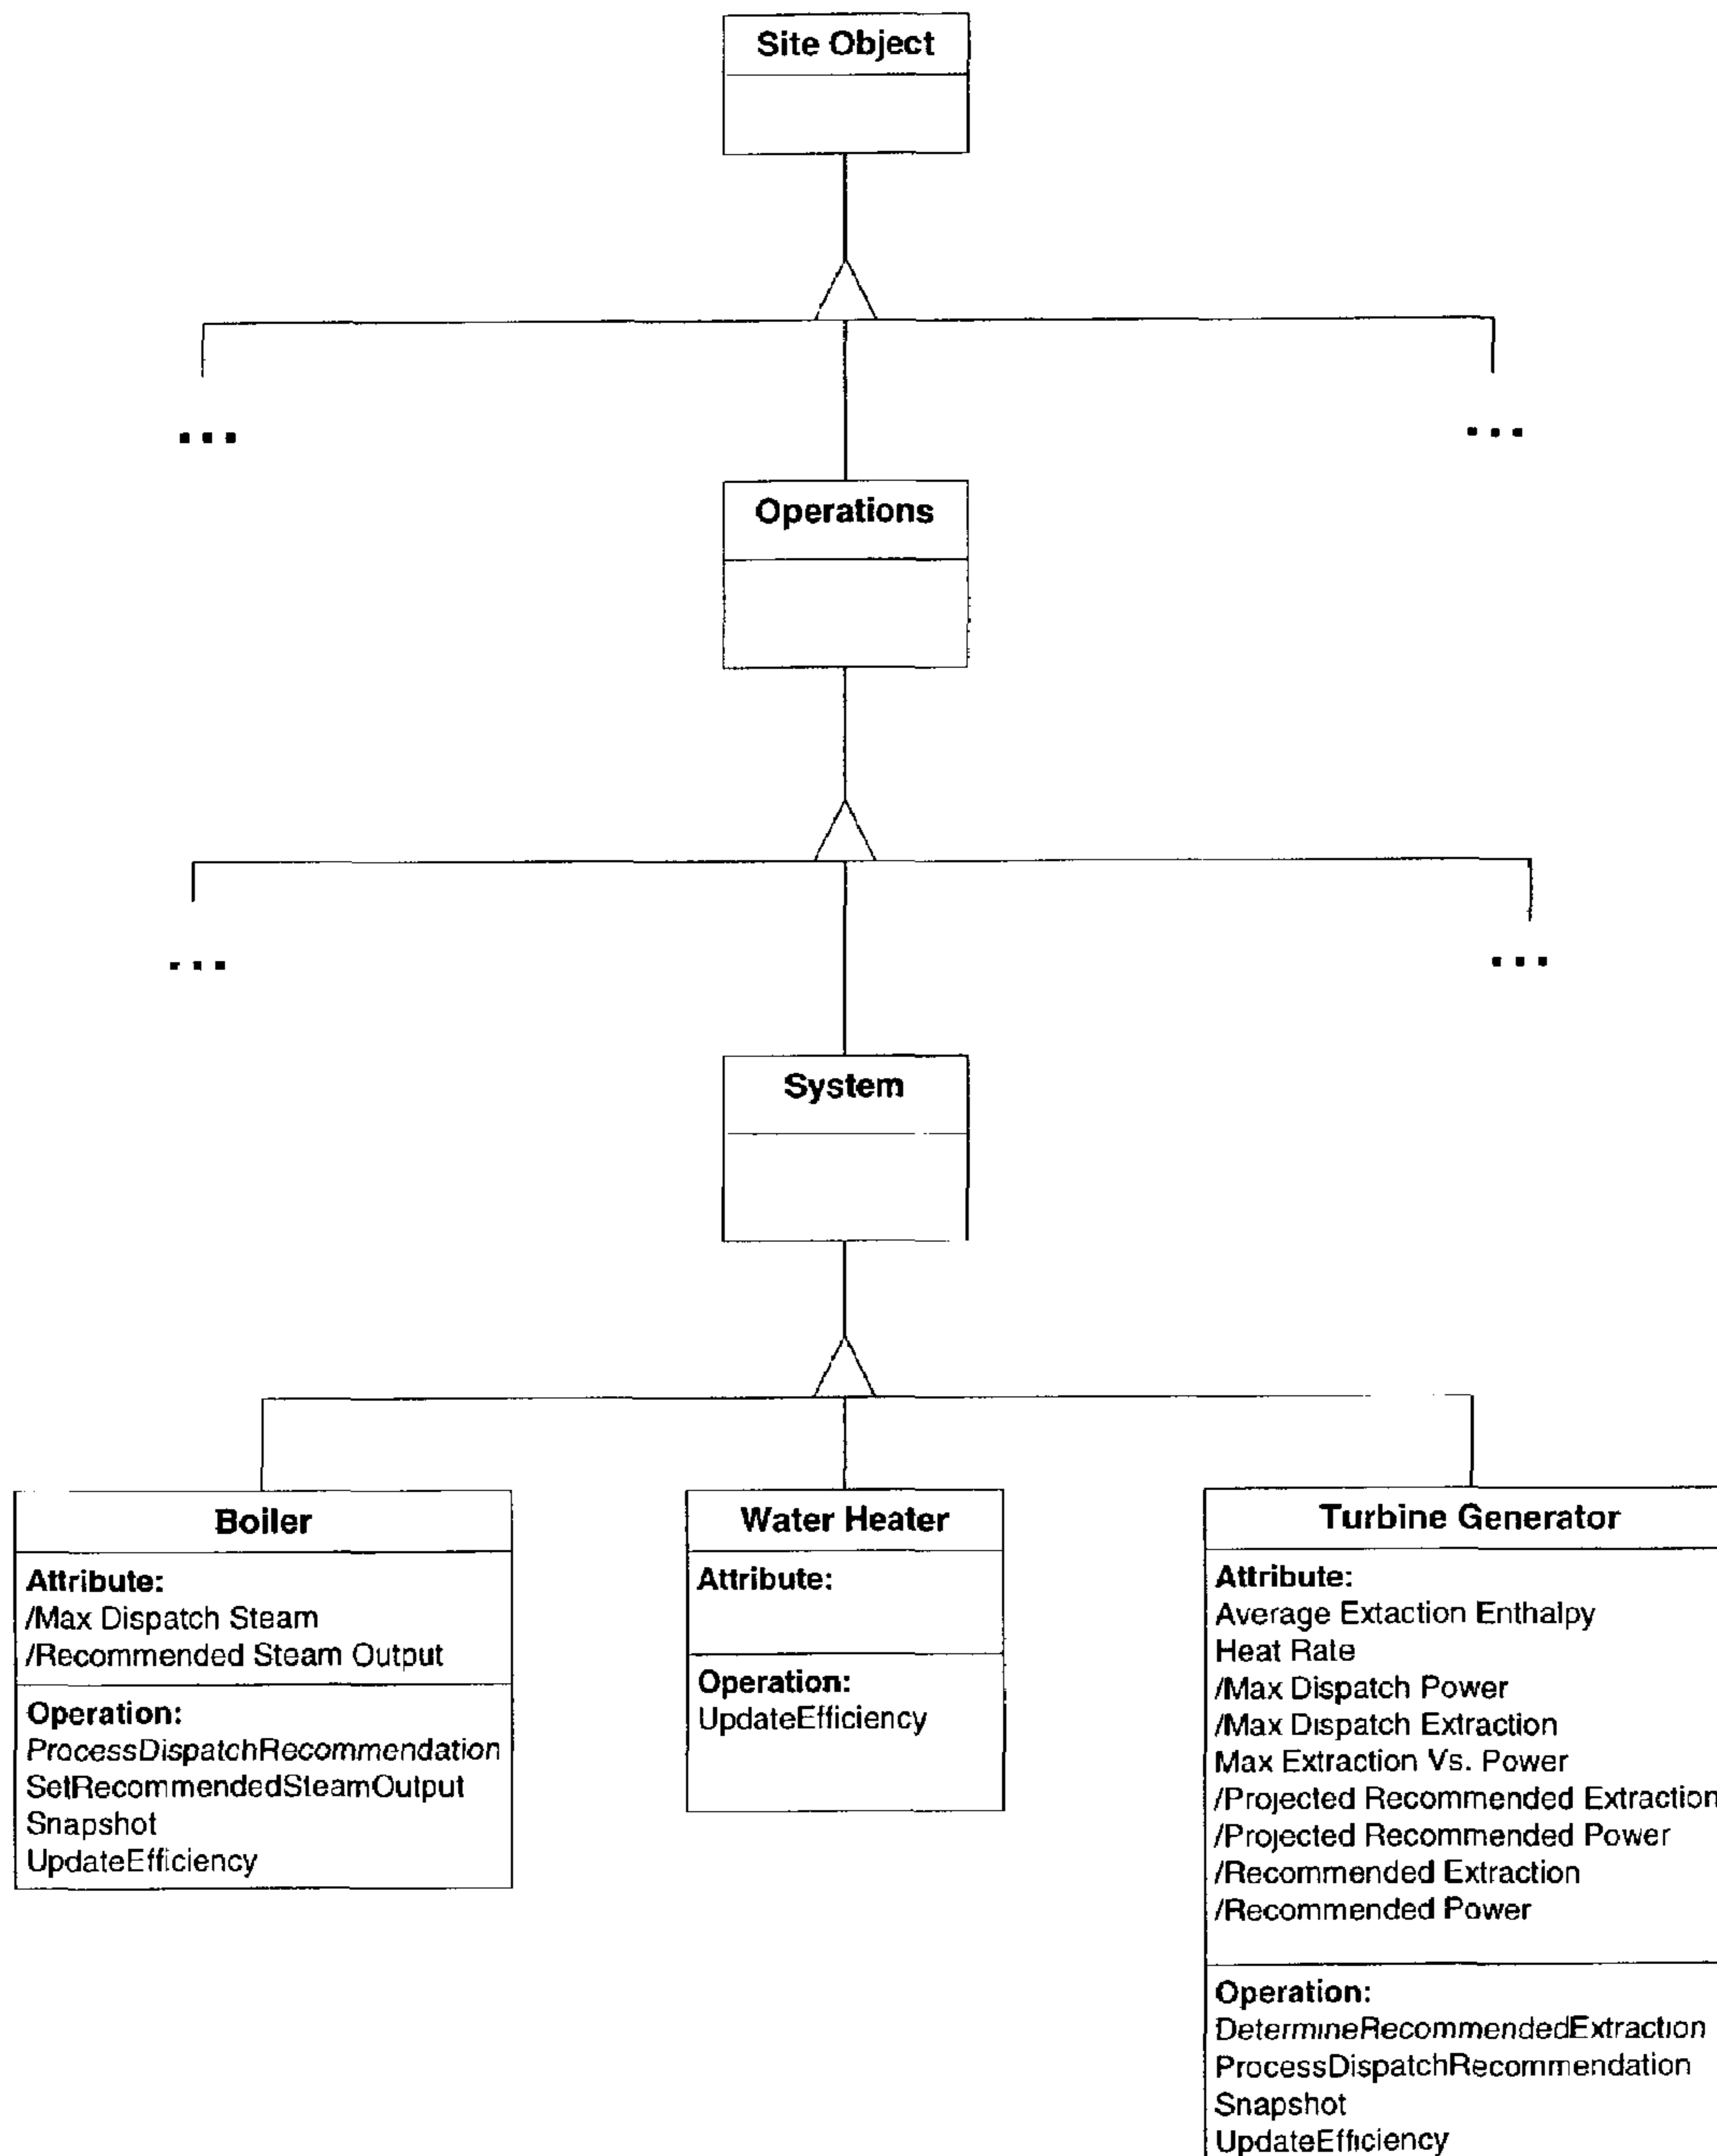 Site Object
...
...
Operations
...
...
System
Boiler
Attribute:
/Max Dispatch Steam
/Recommended Steam Output
Operation:
ProcessDispatchRecommendation
SetRecommendedSteamOutput
Snapshot
UpdateEfficiency
Water Heater
Attribute:
Operation:
UpdateEfficiency
Turbine Generator
Attribute:
Average Extaction Enthalpy
Heat Rate
/Max Dispatch Power
/Max Dispatch Extraction
Max Extraction Vs. Power
/Projected Recommended Extraction
/Projected Recommended Power
/Recommended Extraction
/Recommended Power
Operation:
DetermineRecommendedExtraction
ProcessDispatchRecommendation
Snapshot
UpdateEfficiency